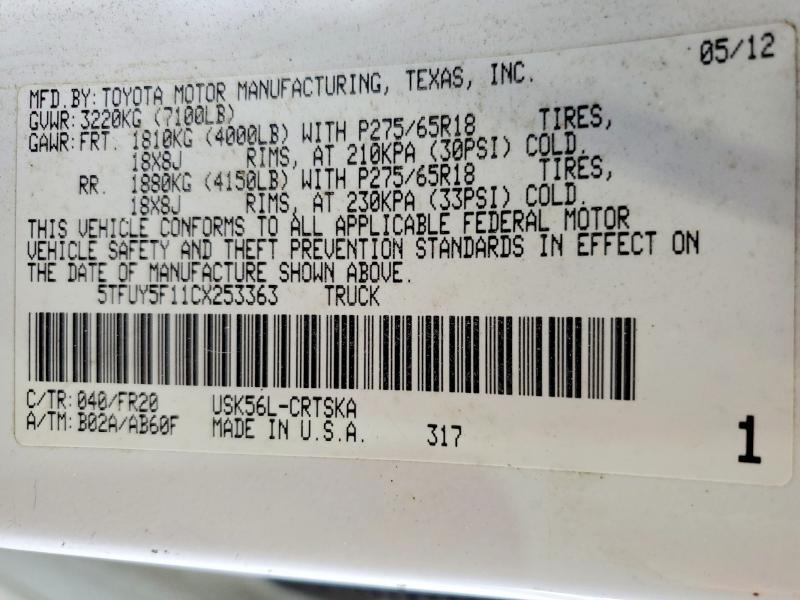 05/12
MFD.BY:TOYOTA MOTOR MANUFACTURING, TEXAS, INC.
GVWR:3220KG (7100LB)
GAWR:FRT. 1810KG (4000LB) WITH P275/65R18 TIRES,
18X8J RIMS, AT 210KPA (30PSI) COLD.
RR. 1880KG (4150LB) WITH P275/65R18 TIRES,
18X8J RIMS, AT 230KPA (33PSI) COLD.
THIS VEHICLE CONFORMS TO ALL APPLICABLE FEDERAL MOTOR
VEHICLE SAFETY AND THEFT PREVENTION STANDARDS IN EFFECT ON
THE DATE OF MANUFACTURE SHOWN ABOVE.
5TFUY5F11CX253363 TRUCK
C/TR:040/FR20 USK56L-CRTSKA
A/TM:B02A/AB60F MADE IN U.S.A. 317 1